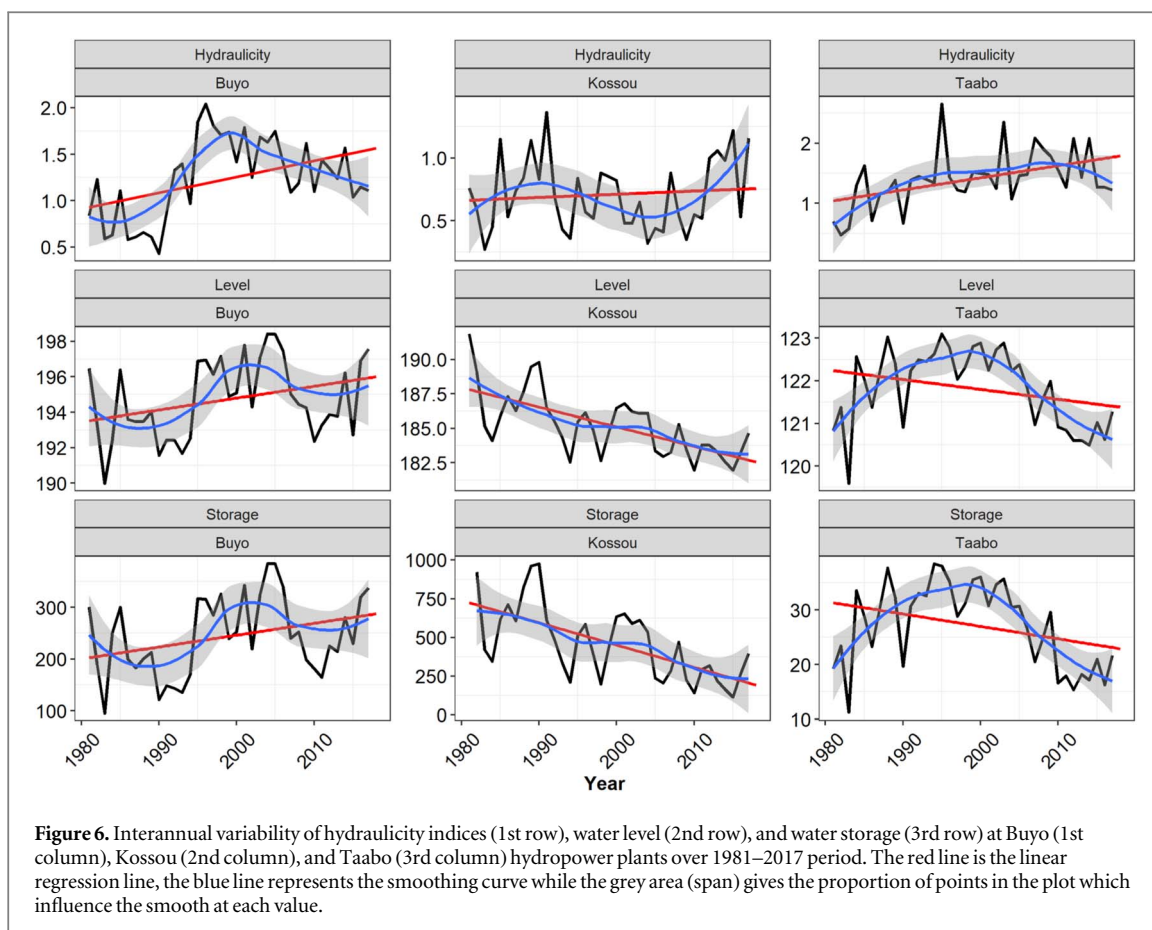 Hydraulicity
Buyo
2.0
1.5
1.0
0.5
Hydraulicity
Kossou
1.0
0.5
Hydraulicity
Taabo
2
1
Level
Buyo
198
196
194
192
190
Level
Kossou
190.0
187.5
185.0
182.5
Level
Taabo
123
122
121
120
Storage
Buyo
300
200
100
Storage
Kossou
1000
750
500
250
0
Storage
Taabo
30
20
10
1980 1990 2000 2010
1980 1990 2000 2010
1980 1990 2000 2010
Year
Figure 6. Interannual variability of hydraulicity indices (1st row), water level (2nd row), and water storage (3rd row) at Buyo (1st
column), Kossou (2nd column), and Taabo (3rd column) hydropower plants over 1981–2017 period. The red line is the linear
regression line, the blue line represents the smoothing curve while the grey area (span) gives the proportion of points in the plot which
influence the smooth at each value.